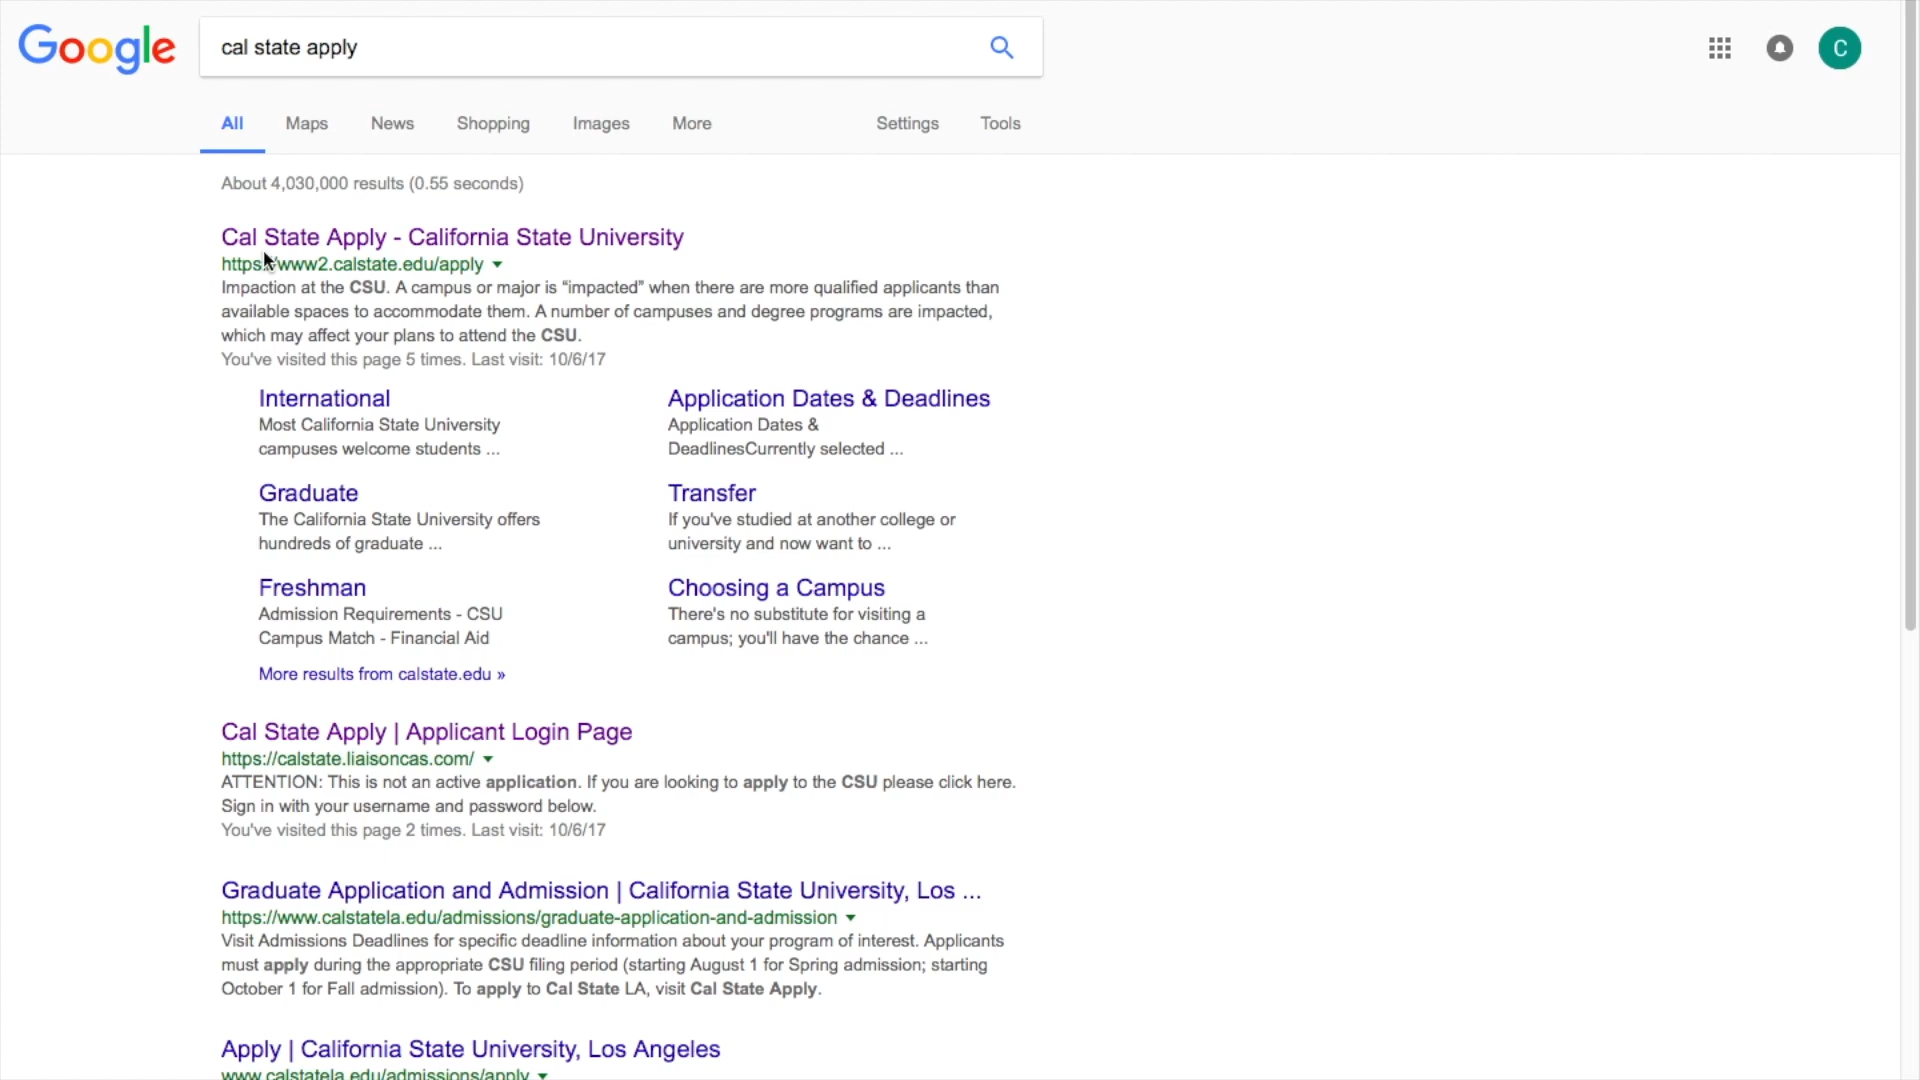 Google
cal state apply
C
All Maps News Shopping Images More Settings Tools
About 4,030,000 results (0.55 seconds)
Cal State Apply - California State University
https://www2.calstate.edu/apply
Impaction at the CSU. A campus or major is “impacted” when there are more qualified applicants than
available spaces to accommodate them. A number of campuses and degree programs are impacted,
which may affect your plans to attend the CSU.
You've visited this page 5 times. Last visit: 10/6/17
International
Most California State University
campuses welcome students ...
Application Dates & Deadlines
Application Dates &
DeadlinesCurrently selected ...
Graduate
The California State University offers
hundreds of graduate ...
Transfer
If you've studied at another college or
university and now want to ...
Freshman
Admission Requirements - CSU
Campus Match - Financial Aid
Choosing a Campus
There's no substitute for visiting a
campus; you'll have the chance ...
More results from calstate.edu »
Cal State Apply | Applicant Login Page
https://calstate.liaisoncas.com/
ATTENTION: This is not an active application. If you are looking to apply to the CSU please click here.
Sign in with your username and password below.
You've visited this page 2 times. Last visit: 10/6/17
Graduate Application and Admission | California State University, Los ...
https://www.calstatela.edu/admissions/graduate-application-and-admission
Visit Admissions Deadlines for specific deadline information about your program of interest. Applicants
must apply during the appropriate CSU filing period (starting August 1 for Spring admission; starting
October 1 for Fall admission). To apply to Cal State LA, visit Cal State Apply.
Apply | California State University, Los Angeles
www.calstatela.edu/admissions/apply